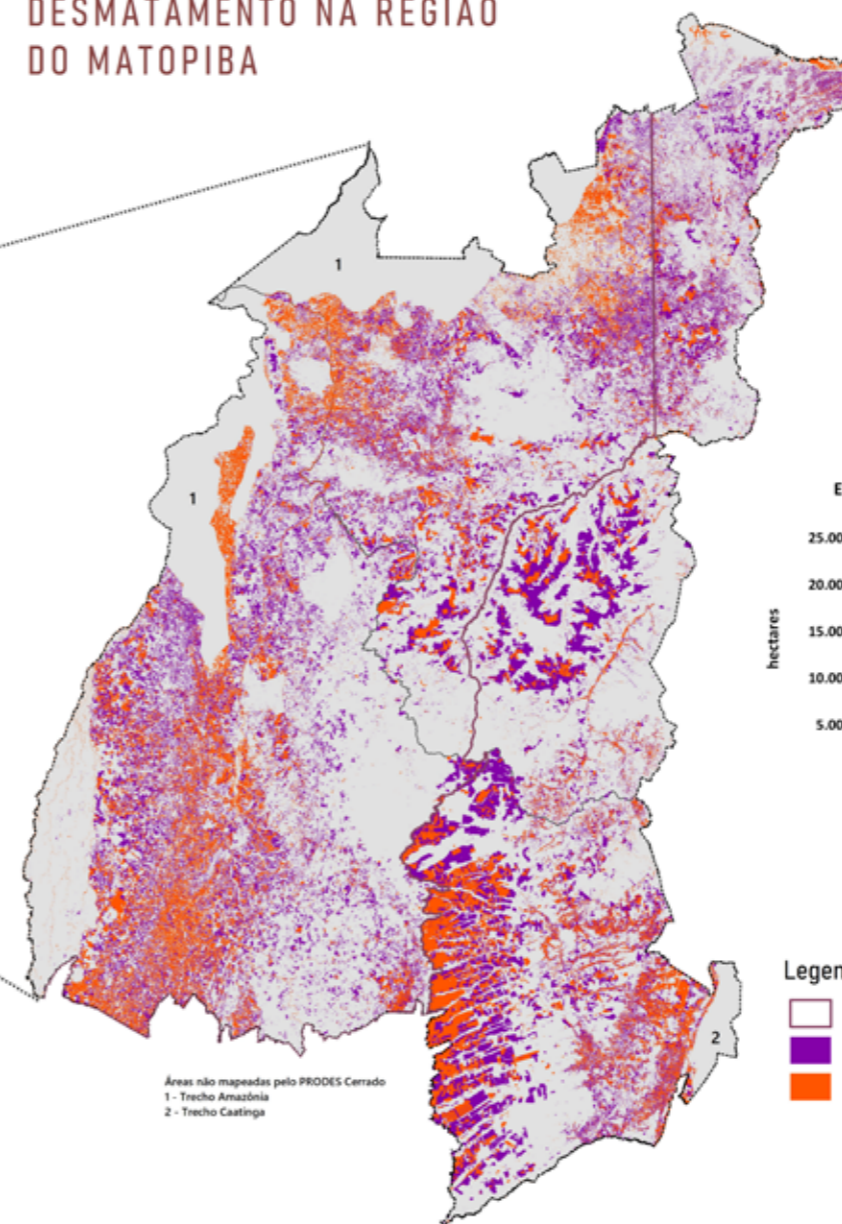 DESMATAMENTO NA REGIÃO
DO MATOPIBA
1
1
E
25.00
20.00
15.00
10.00
5.00
hectares
Legen
2
Áreas não mapeadas pelo PRODES Cerrado
1 - Trecho Amazônia
2 - Trecho Caatinga